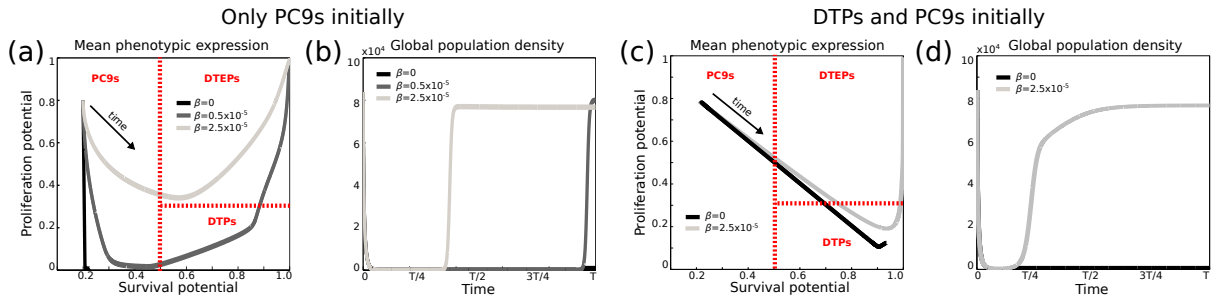 Only PC9s initially
DTPs and PC9s initially
(a)
Mean phenotypic expression
Proliferation potential
1
0.8
0.6
0.4
0.2
0
PC9s
DTEPs
DTPs
time
β=0
β=0.5x10⁻⁵
β=2.5x10⁻⁵
0.2
0.4
0.6
0.8
1.0
Survival potential
(b)
Global population density
x10⁴
10
8
6
4
2
0
β=0
β=0.5x10⁻⁵
β=2.5x10⁻⁵
0
T/4
T/2
3T/4
T
Time
(c)
Mean phenotypic expression
Proliferation potential
1
0.8
0.6
0.4
0.2
0
PC9s
DTEPs
DTPs
time
β=0
β=2.5x10⁻⁵
0.2
0.4
0.6
0.8
1.0
Survival potential
(d)
Global population density
x10⁴
10
8
6
4
2
0
β=0
β=2.5x10⁻⁵
0
T/4
T/2
3T/4
T
Time